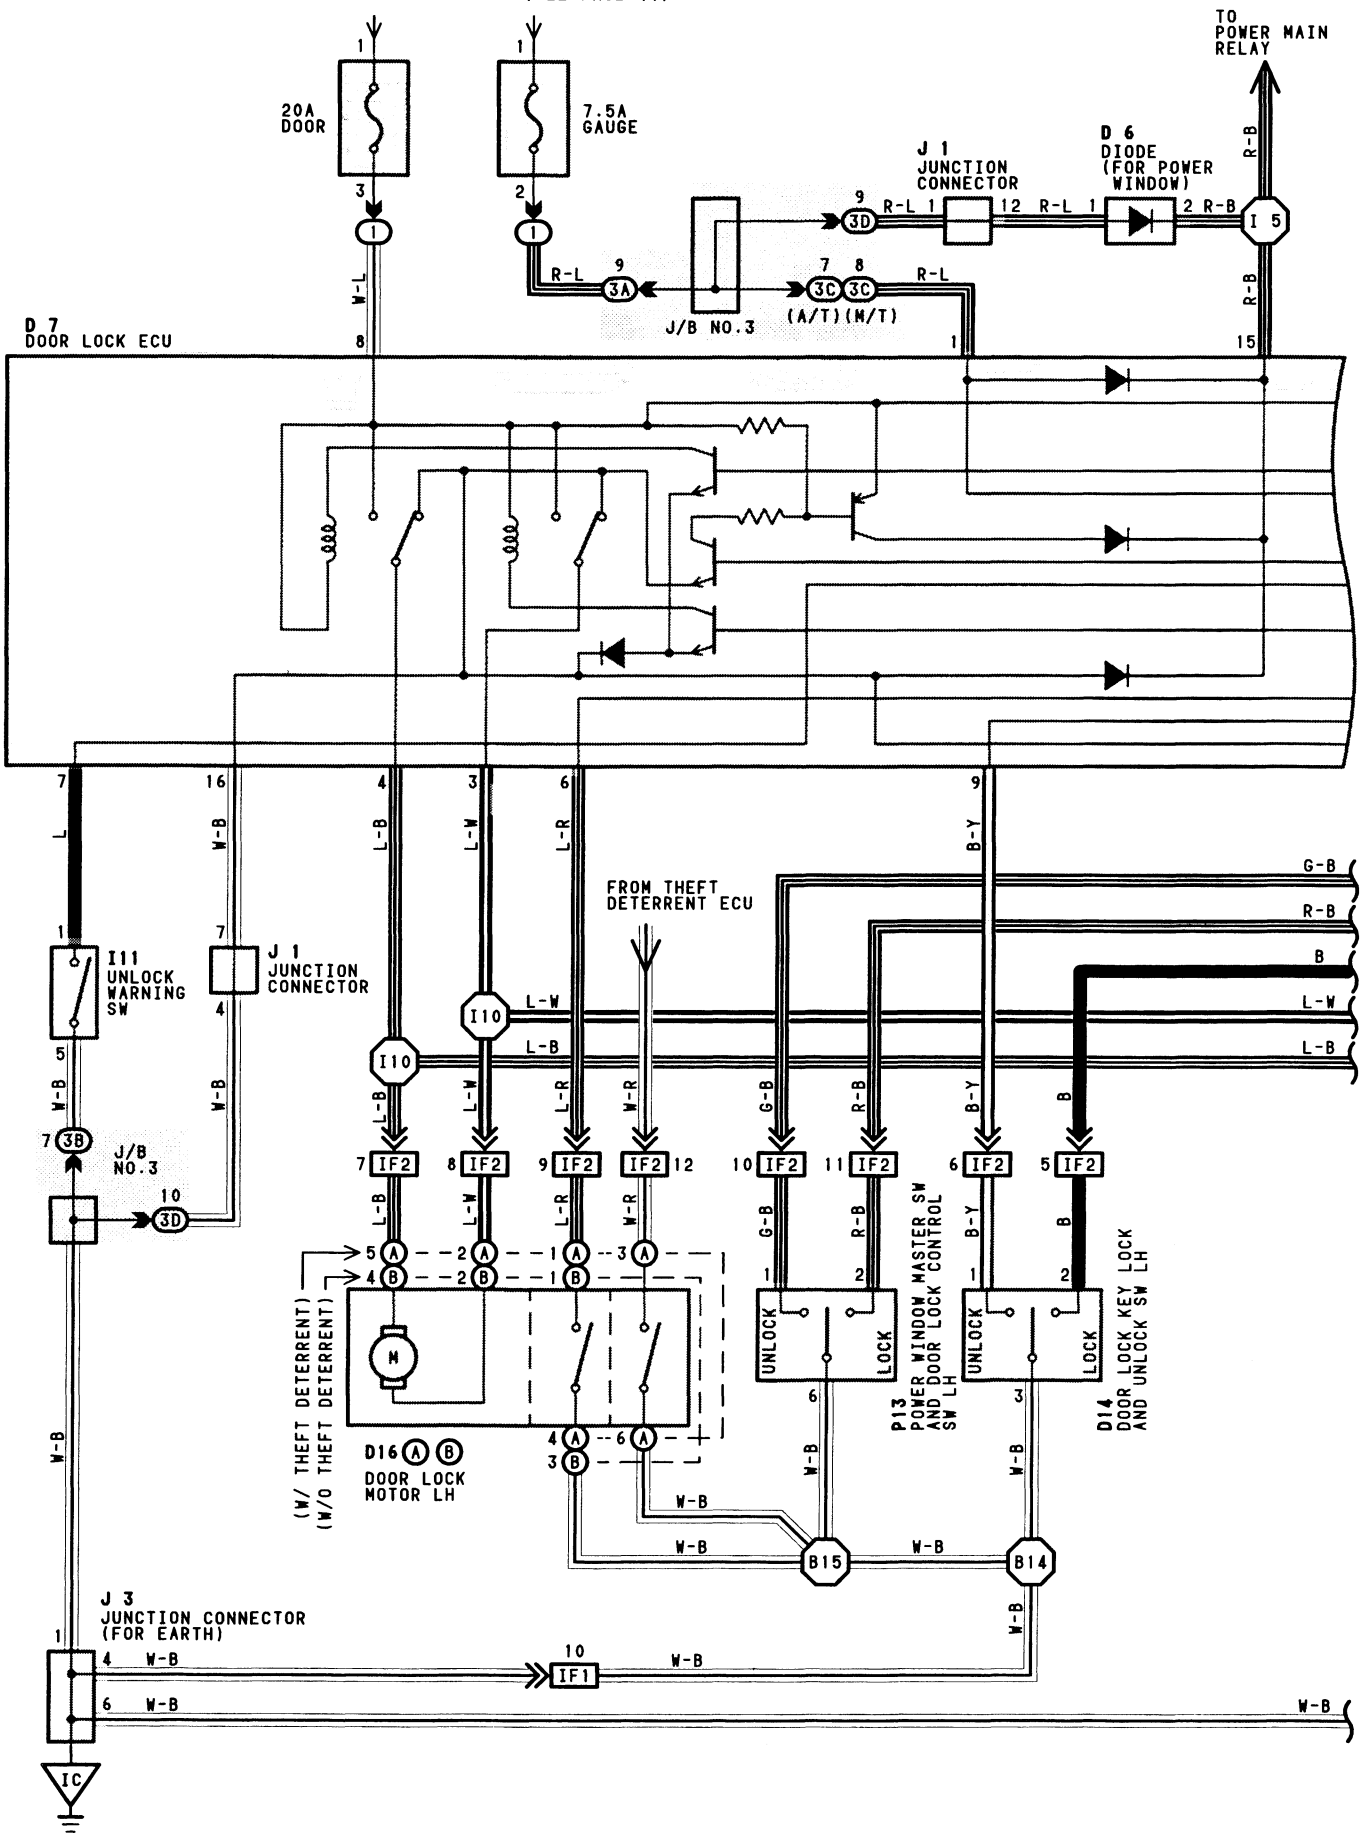 TO
POWER MAIN
RELAY
1
1
20A
DOOR
7.5A
GAUGE
3
2
1
1
W-L
R-L
9
3A
J/B NO.3
9
3D
R-L
1
J 1
JUNCTION
CONNECTOR
12
R-L
1
D 6
DIODE
(FOR POWER
WINDOW)
2
R-B
I 5
R-B
R-B
7
8
3C
3C
(A/T)(M/T)
R-L
D 7
DOOR LOCK ECU
8
1
15
7
16
4
3
6
9
L
W-B
L-B
L-W
L-R
B-Y
FROM THEFT
DETERRENT ECU
G-B
R-B
B
L-W
L-B
1
I11
UNLOCK
WARNING
SW
5
7
J 1
JUNCTION
CONNECTOR
4
I10
L-W
I10
L-B
W-B
W-B
L-B
L-W
L-R
W-R
G-B
R-B
B-Y
B
7
3B
J/B
NO.3
10
3D
7
IF2
8
IF2
9
IF2
IF2
12
10
IF2
11
IF2
6
IF2
5
IF2
L-B
L-W
L-R
W-R
G-B
R-B
B-Y
B
5
A
2
A
1
A
3
A
4
B
2
B
1
B
1
2
1
2
(W/ THEFT DETERRENT)
(W/O THEFT DETERRENT)
M
UNLOCK
LOCK
UNLOCK
LOCK
P13
POWER WINDOW MASTER SW
AND DOOR LOCK CONTROL
SW LH
D14
DOOR LOCK KEY LOCK
AND UNLOCK SW LH
6
3
4
A
6
A
3
B
D16 A B
DOOR LOCK
MOTOR LH
W-B
W-B
W-B
W-B
W-B
B15
W-B
B14
W-B
J 3
JUNCTION CONNECTOR
(FOR EARTH)
1
4
W-B
10
IF1
W-B
6
W-B
W-B
IC